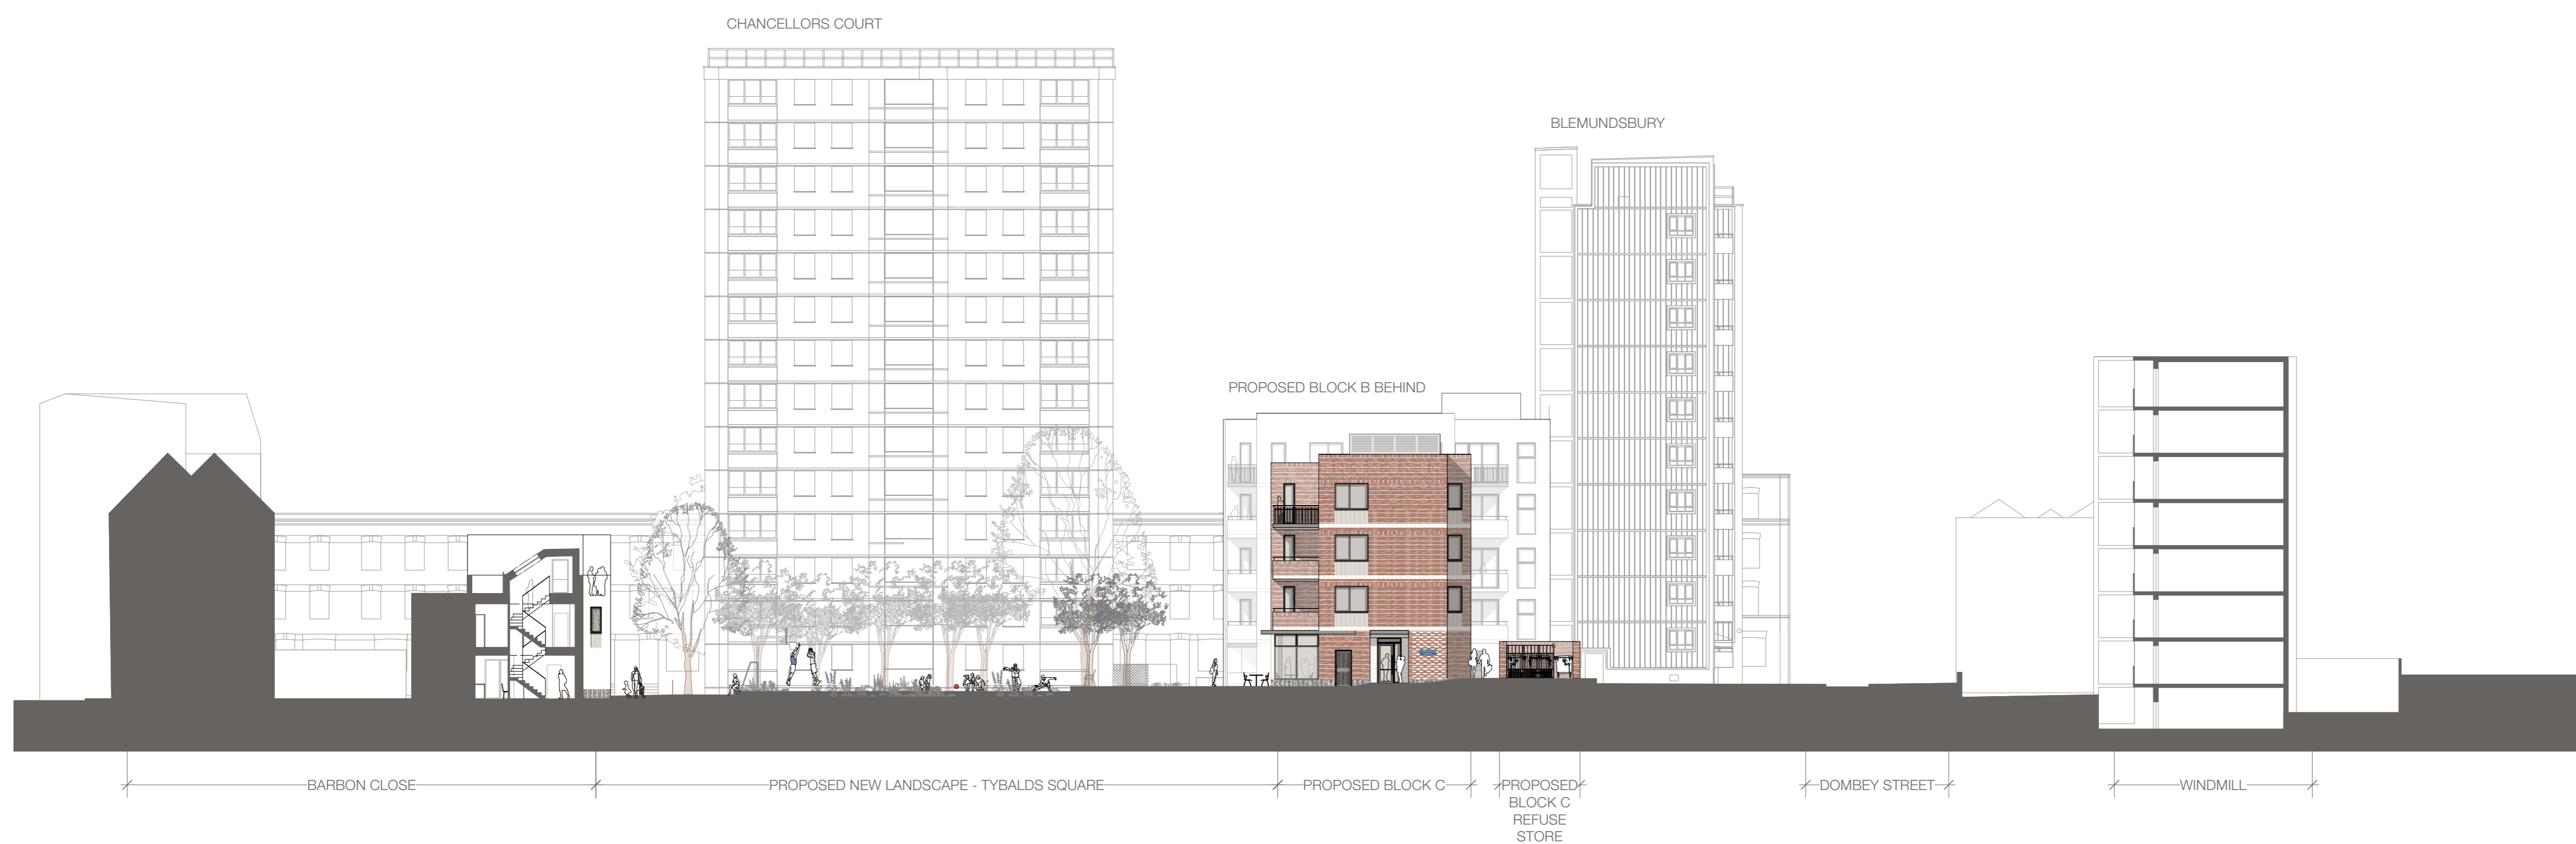 CHANCELLORS COURT
BLEMUNDSBURY
PROPOSED BLOCK B BEHIND
BARBON CLOSE
PROPOSED NEW LANDSCAPE - TYBALDS SQUARE
PROPOSED BLOCK C
PROPOSED
BLOCK C
REFUSE
STORE
DOMBEY STREET
WINDMILL